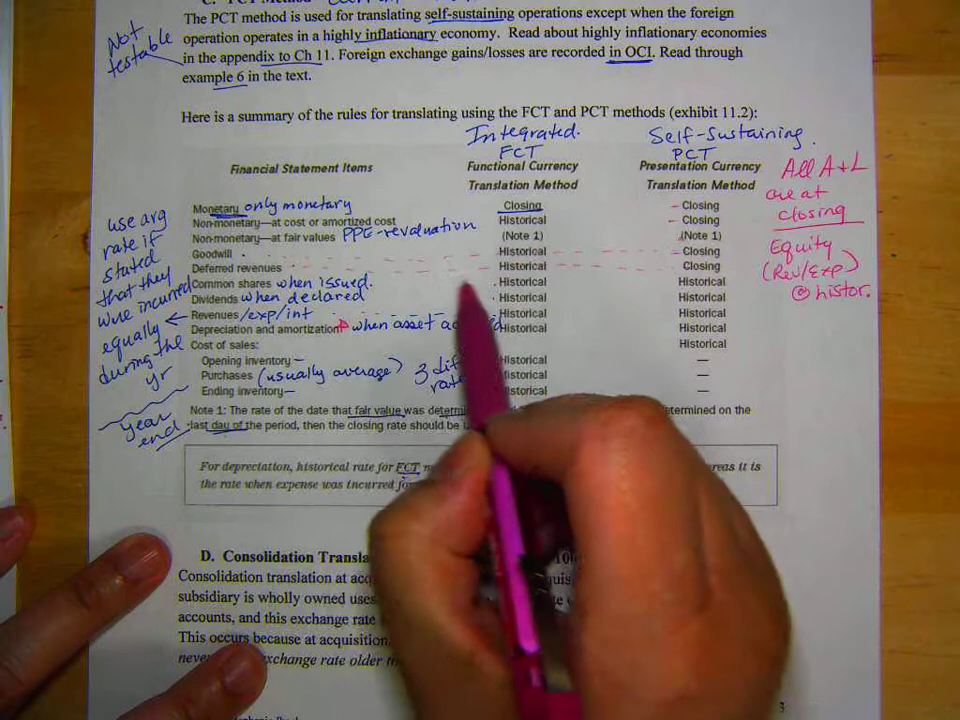 The PCT method is used for translating self-sustaining operations except when the foreign
operation operates in a highly inflationary economy. Read about highly inflationary economies
in the appendix to Ch 11. Foreign exchange gains/losses are recorded in OCI. Read through
example 6 in the text.
Not
testable
Here is a summary of the rules for translating using the FCT and PCT methods (exhibit 11.2):
Integrated. Self-Sustaining.
FCT PCT
Financial Statement Items Functional Currency Presentation Currency
Translation Method Translation Method
Monetary only monetary Closing Closing
Non-monetary—at cost or amortized cost Historical Closing
Non-monetary—at fair values PPE-revaluation (Note 1) (Note 1)
Goodwill Historical Closing
Deferred revenues Historical Closing
Common shares when issued. Historical Historical
Dividends when declared Historical Historical
Revenues/exp/int Historical Historical
Depreciation and amortization when asset Historical Historical
Cost of sales: Historical
Opening inventory – Historical —
Purchases (usually average) 3 Historical —
Ending inventory – Historical —
Note 1: The rate of the date that fair value was determined on the
last day of the period, then the closing rate should be
use avg
rate if
stated
that they
were incurred
equally
during the
yr
year
end
All A+L
are at
closing
Equity
(Rev/Exp)
@ histor.
For depreciation, historical rate for FCT it is
the rate when expense was incurred for
D. Consolidation
Consolidation translation at
subsidiary is wholly owned uses
accounts, and this exchange rate
This occurs because at acquisition
exchange rate older
3